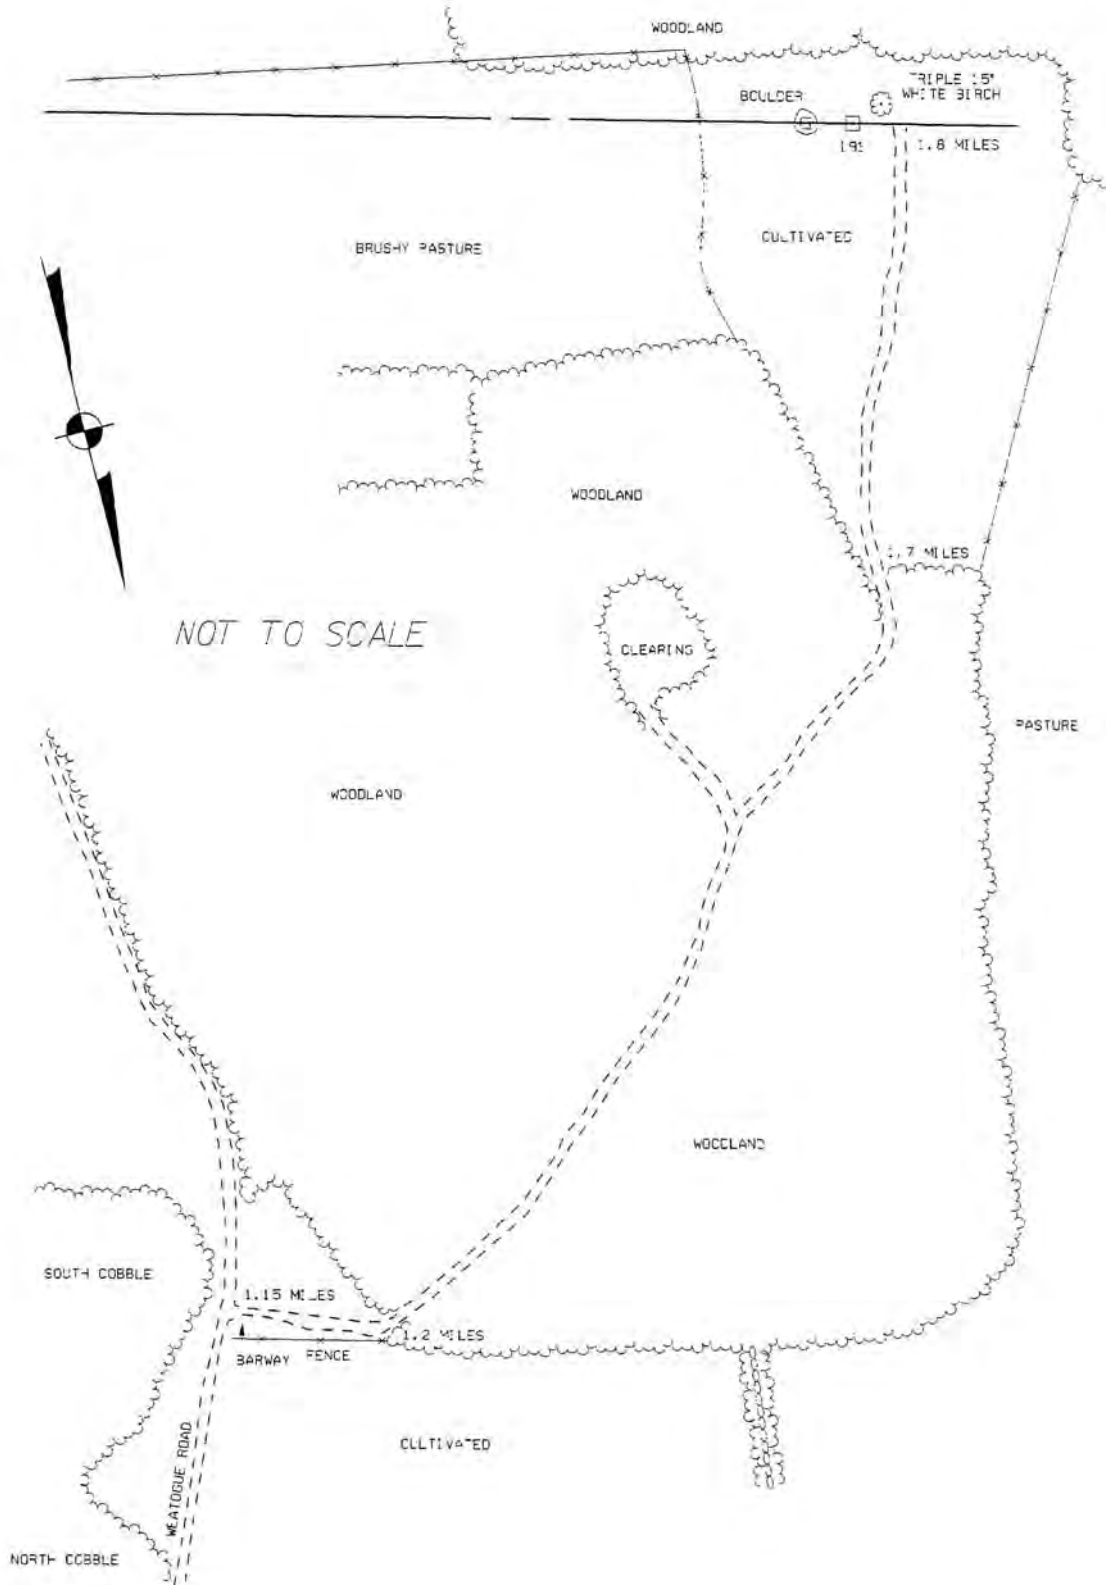 WOODLAND
TRIPLE 15"
WHITE BIRCH
BOULDER
1.8 MILES
CULTIVATED
BRUSHY PASTURE
WOODLAND
1.7 MILES
NOT TO SCALE
CLEARING
PASTURE
WOODLAND
WOODLAND
SOUTH COBBLE
1.15 MILES
1.2 MILES
BARWAY FENCE
WEATOGUE ROAD
CULTIVATED
NORTH COBBLE